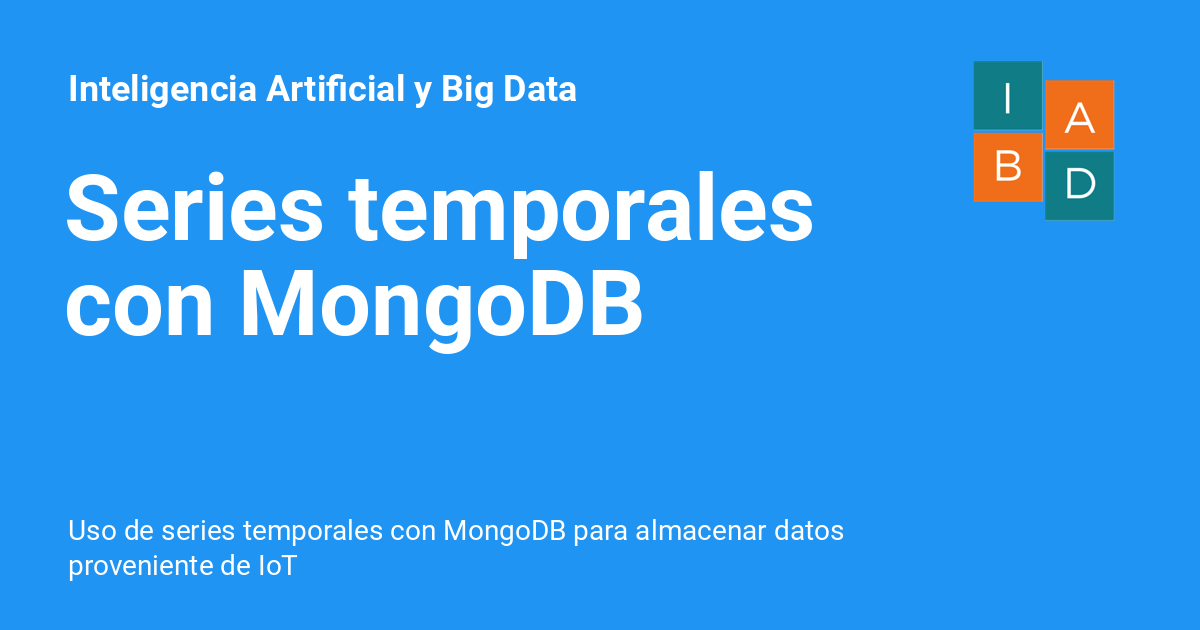 Inteligencia Artificial y Big Data
I
A
B
D
Series temporales
con MongoDB
Uso de series temporales con MongoDB para almacenar datos
proveniente de IoT